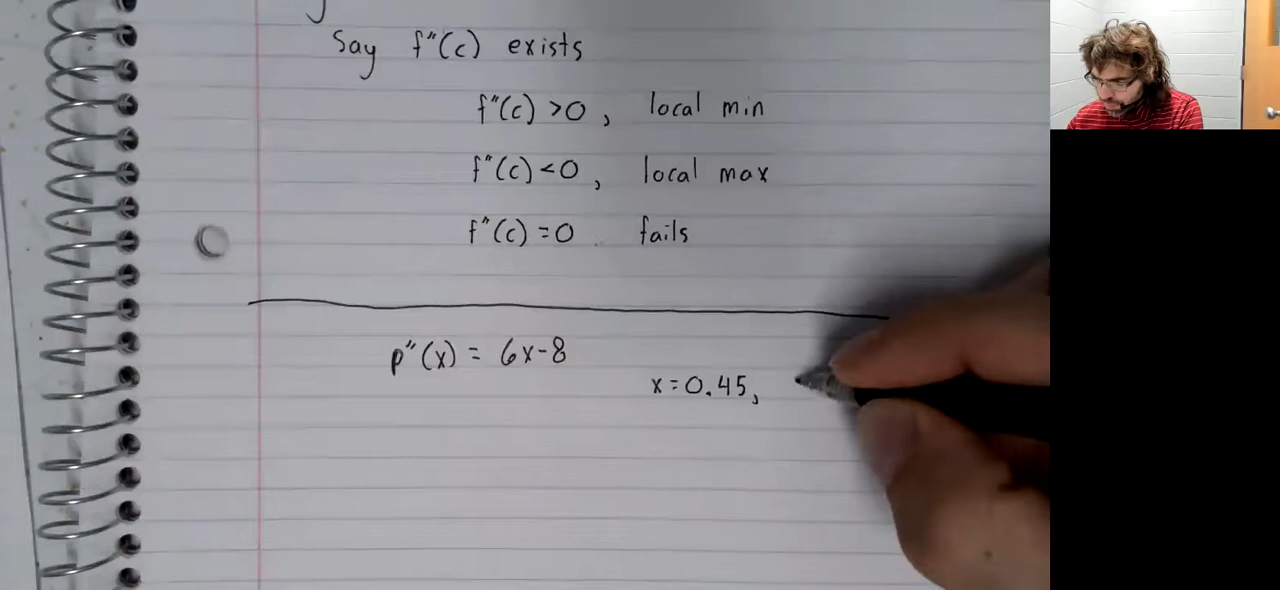 Say f"(c) exists
f"(c) >0, local min
f"(c) <0, local max
f"(c) =0 fails
p"(x) = 6x-8
x=0.45,